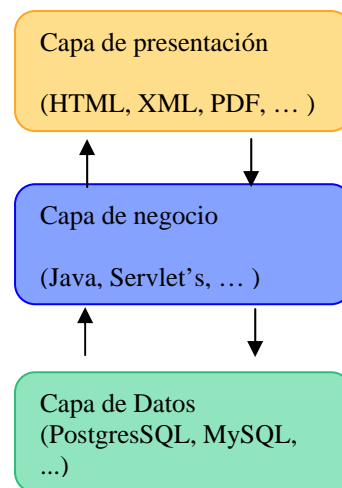 Capa de presentación
(HTML, XML, PDF, … )
Capa de negocio
(Java, Servlet’s, … )
Capa de Datos
(PostgresSQL, MySQL,
...)